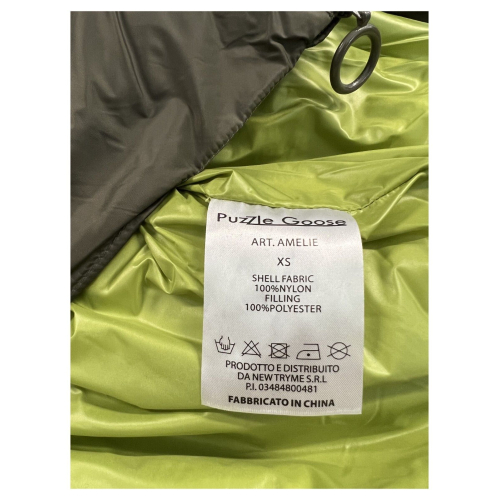 Puzzle Goose
ART. AMELIE
XS
SHELL FABRIC
100%NYLON
FILLING
100%POLYESTER
PRODOTTO E DISTRIBUITO
DA NEW TRYME S.R.L
P.I. 03484800481
FABBRICATO IN CHINA